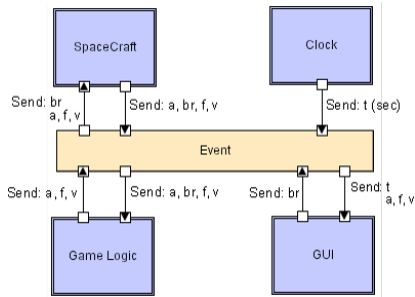 SpaceCraft
Clock
Send: br
a, f, v
Send: a, br, f, v
Send: t (sec)
Event
Send: a, f, v
Send: a, br, f, v
Send: br
Send: t
a, f, v
Game Logic
GUI